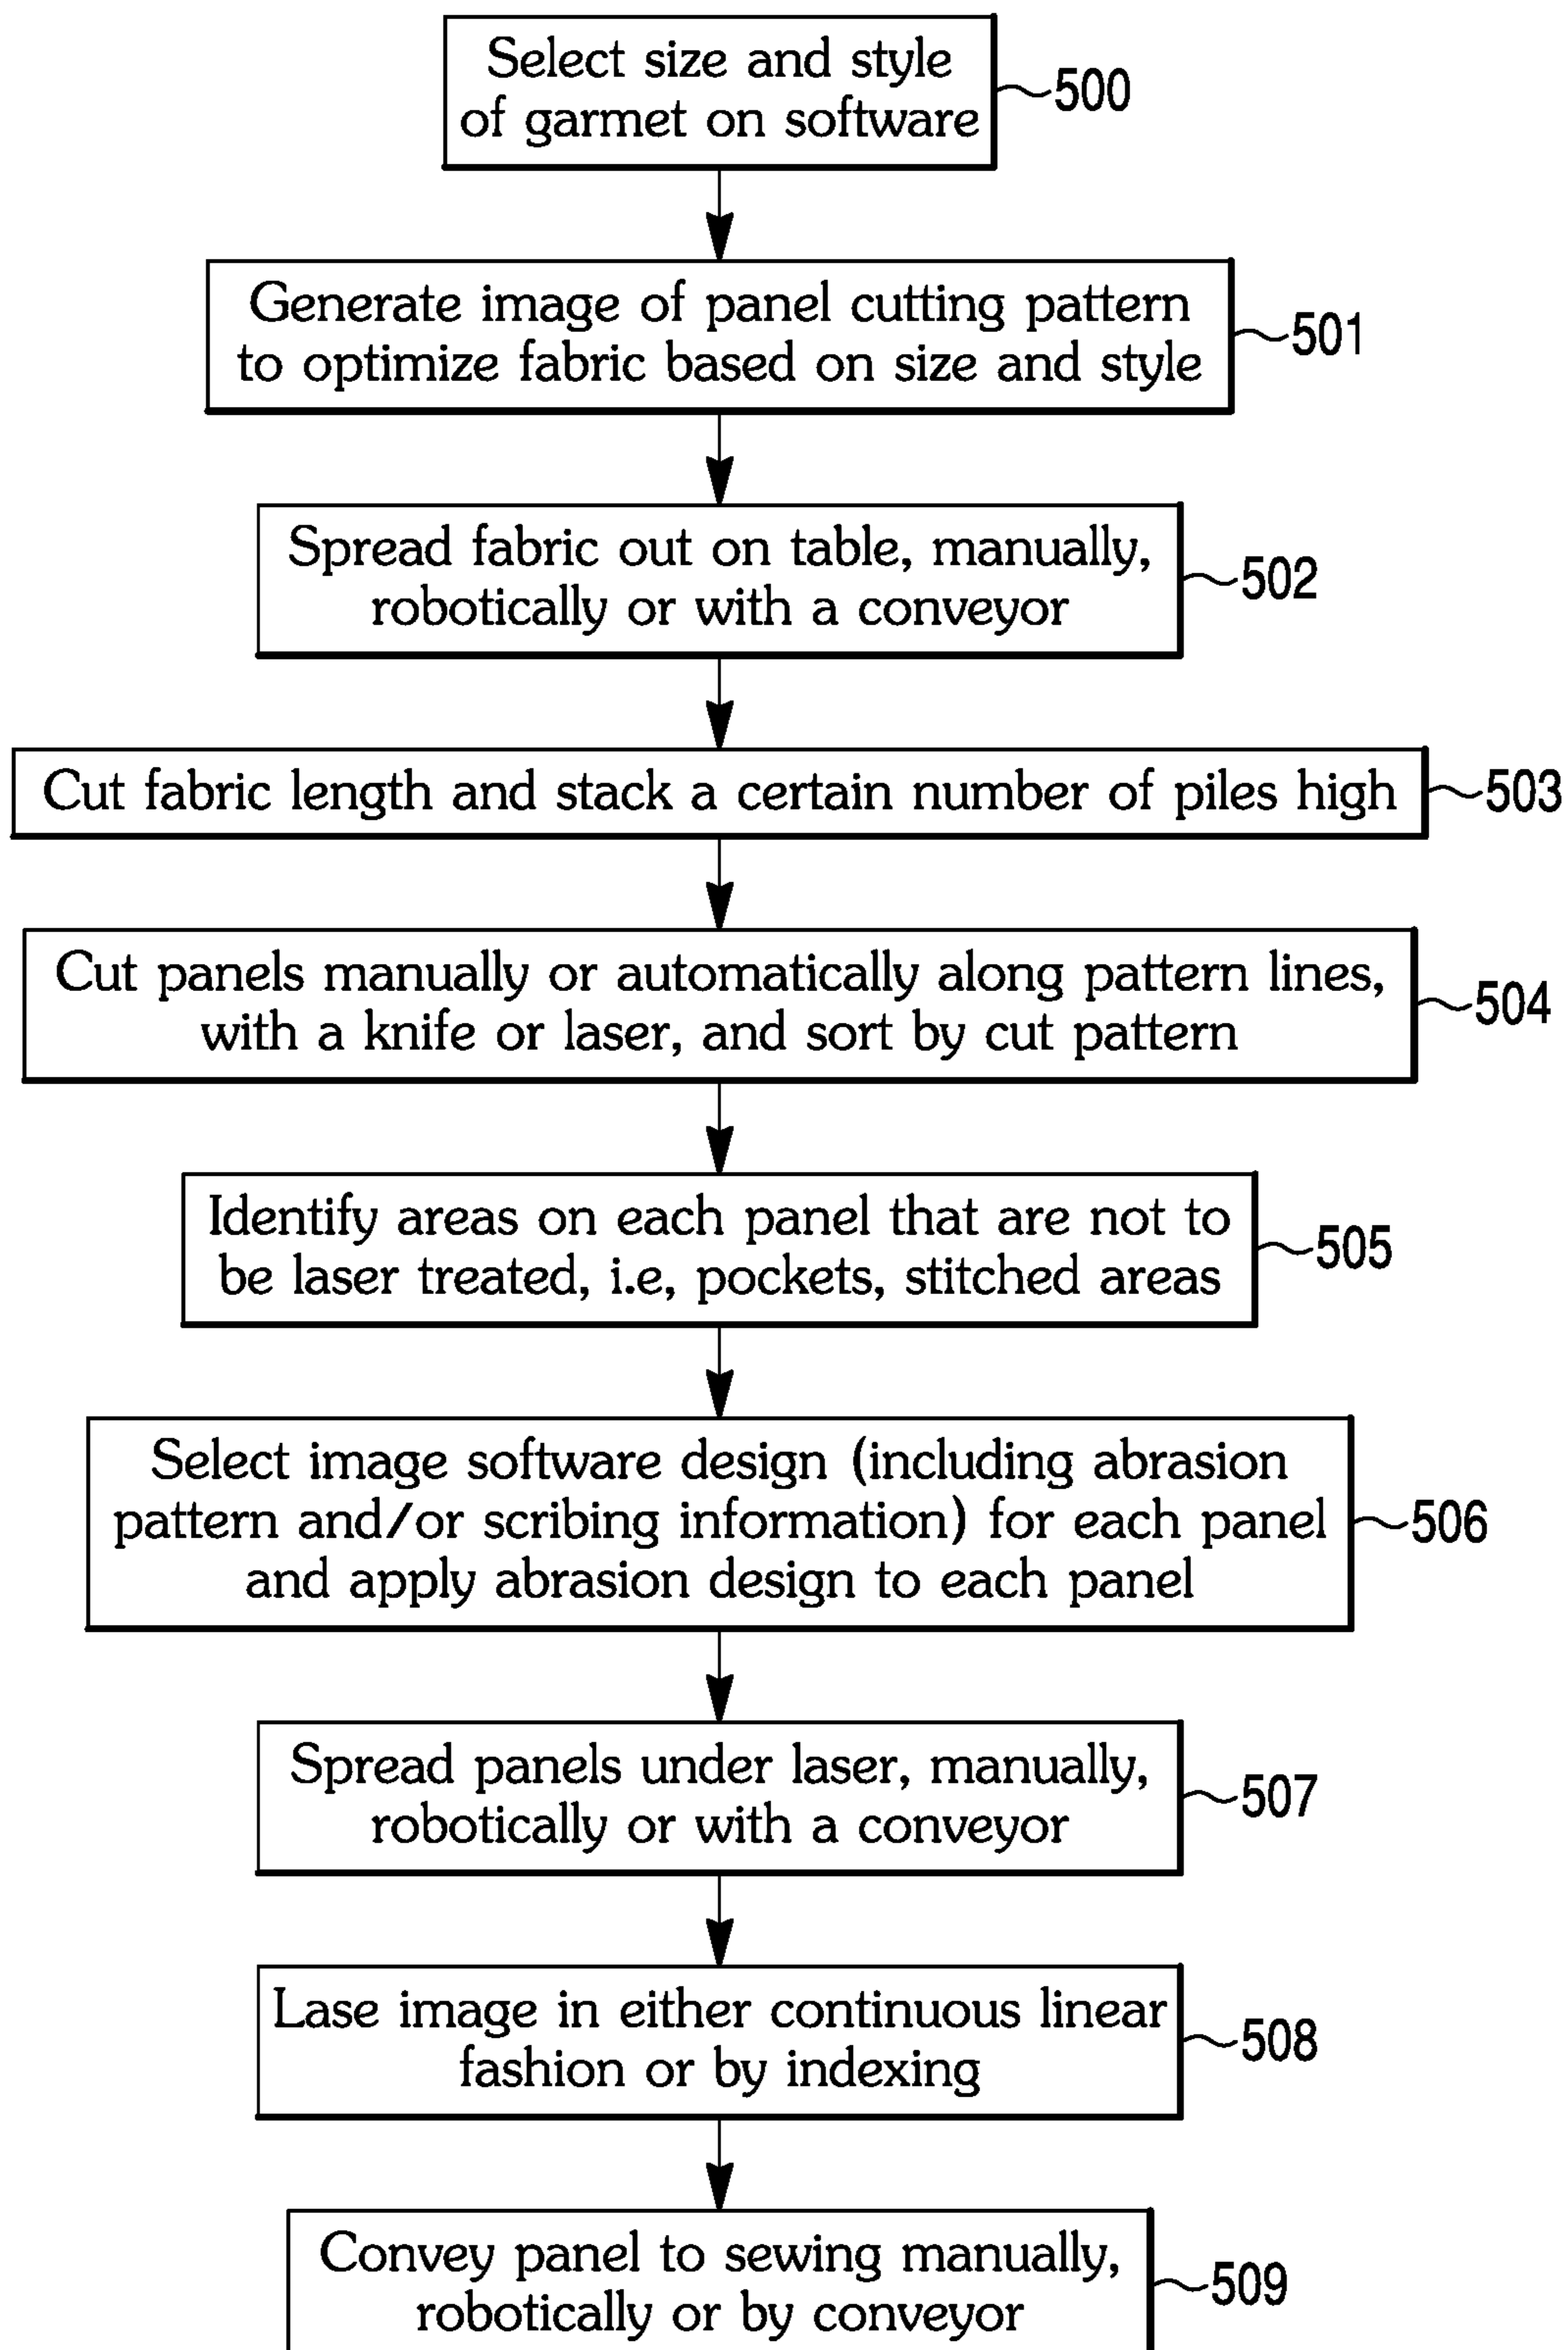 Select size and style
of garmet on software
500
Generate image of panel cutting pattern
to optimize fabric based on size and style
501
Spread fabric out on table, manually,
robotically or with a conveyor
502
Cut fabric length and stack a certain number of piles high
503
Cut panels manually or automatically along pattern lines,
with a knife or laser, and sort by cut pattern
504
Identify areas on each panel that are not to
be laser treated, i.e, pockets, stitched areas
505
Select image software design (including abrasion
pattern and/or scribing information) for each panel
and apply abrasion design to each panel
506
Spread panels under laser, manually,
robotically or with a conveyor
507
Lase image in either continuous linear
fashion or by indexing
508
Convey panel to sewing manually,
robotically or by conveyor
509